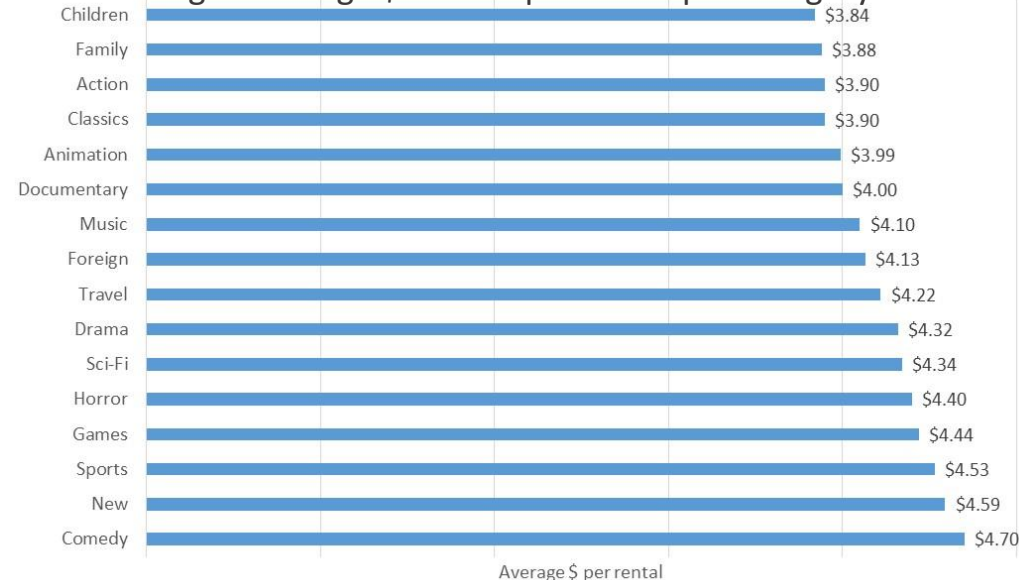 Children $3.84
Family $3.88
Action $3.90
Classics $3.90
Animation $3.99
Documentary $4.00
Music $4.10
Foreign $4.13
Travel $4.22
Drama $4.32
Sci-Fi $4.34
Horror $4.40
Games $4.44
Sports $4.53
New $4.59
Comedy $4.70
Average $ per rental